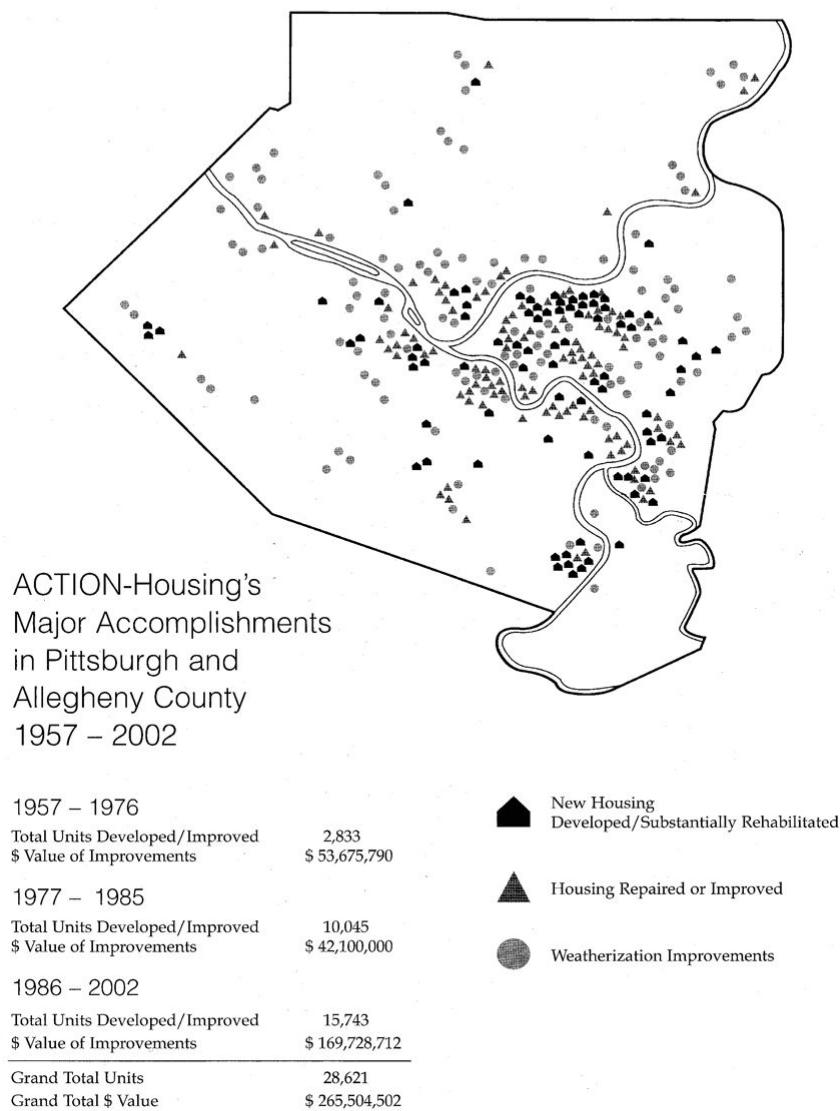 ACTION-Housing's
Major Accomplishments
in Pittsburgh and
Allegheny County
1957 – 2002
1957 – 1976
Total Units Developed/Improved 2,833
$ Value of Improvements $ 53,675,790
1977 – 1985
Total Units Developed/Improved 10,045
$ Value of Improvements $ 42,100,000
1986 – 2002
Total Units Developed/Improved 15,743
$ Value of Improvements $ 169,728,712
Grand Total Units 28,621
Grand Total $ Value $ 265,504,502
New Housing
Developed/Substantially Rehabilitated
Housing Repaired or Improved
Weatherization Improvements